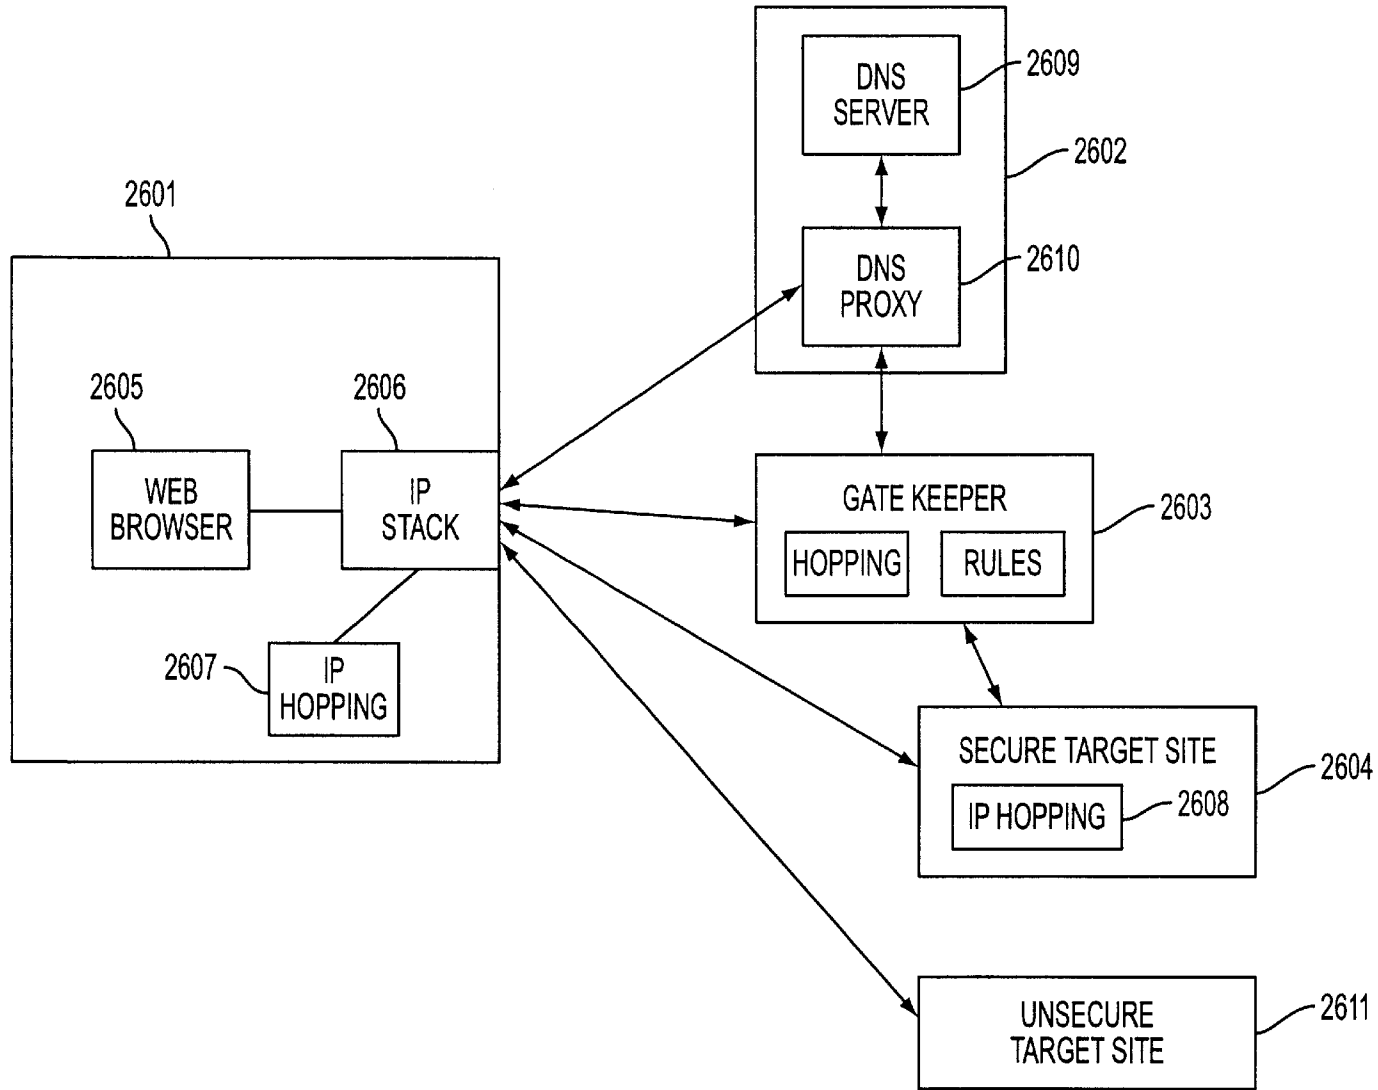 DNS
SERVER
2609
2602
2601
DNS
PROXY
2610
2605
2606
WEB
BROWSER
IP
STACK
GATE KEEPER
2603
HOPPING
RULES
2607
IP
HOPPING
SECURE TARGET SITE
2604
IP HOPPING
2608
UNSECURE
TARGET SITE
2611